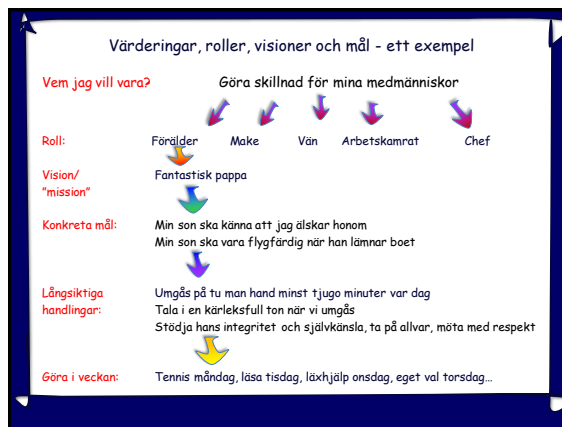 Värderingar, roller, visioner och mål - ett exempel
Vem jag vill vara? Göra skillnad för mina medmänniskor
Roll: Förälder Make Vän Arbetskamrat Chef
Vision/ Fantastisk pappa
"mission"
Konkreta mål: Min son ska känna att jag älskar honom
Min son ska vara flygfärdig när han lämnar boet
Långsiktiga Umgås på tu man hand minst tjugo minuter var dag
handlingar: Tala i en kärleksfull ton när vi umgås
Stödja hans integritet och självkänsla, ta på allvar, möta med respekt
Göra i veckan: Tennis måndag, läsa tisdag, läxhjälp onsdag, eget val torsdag…